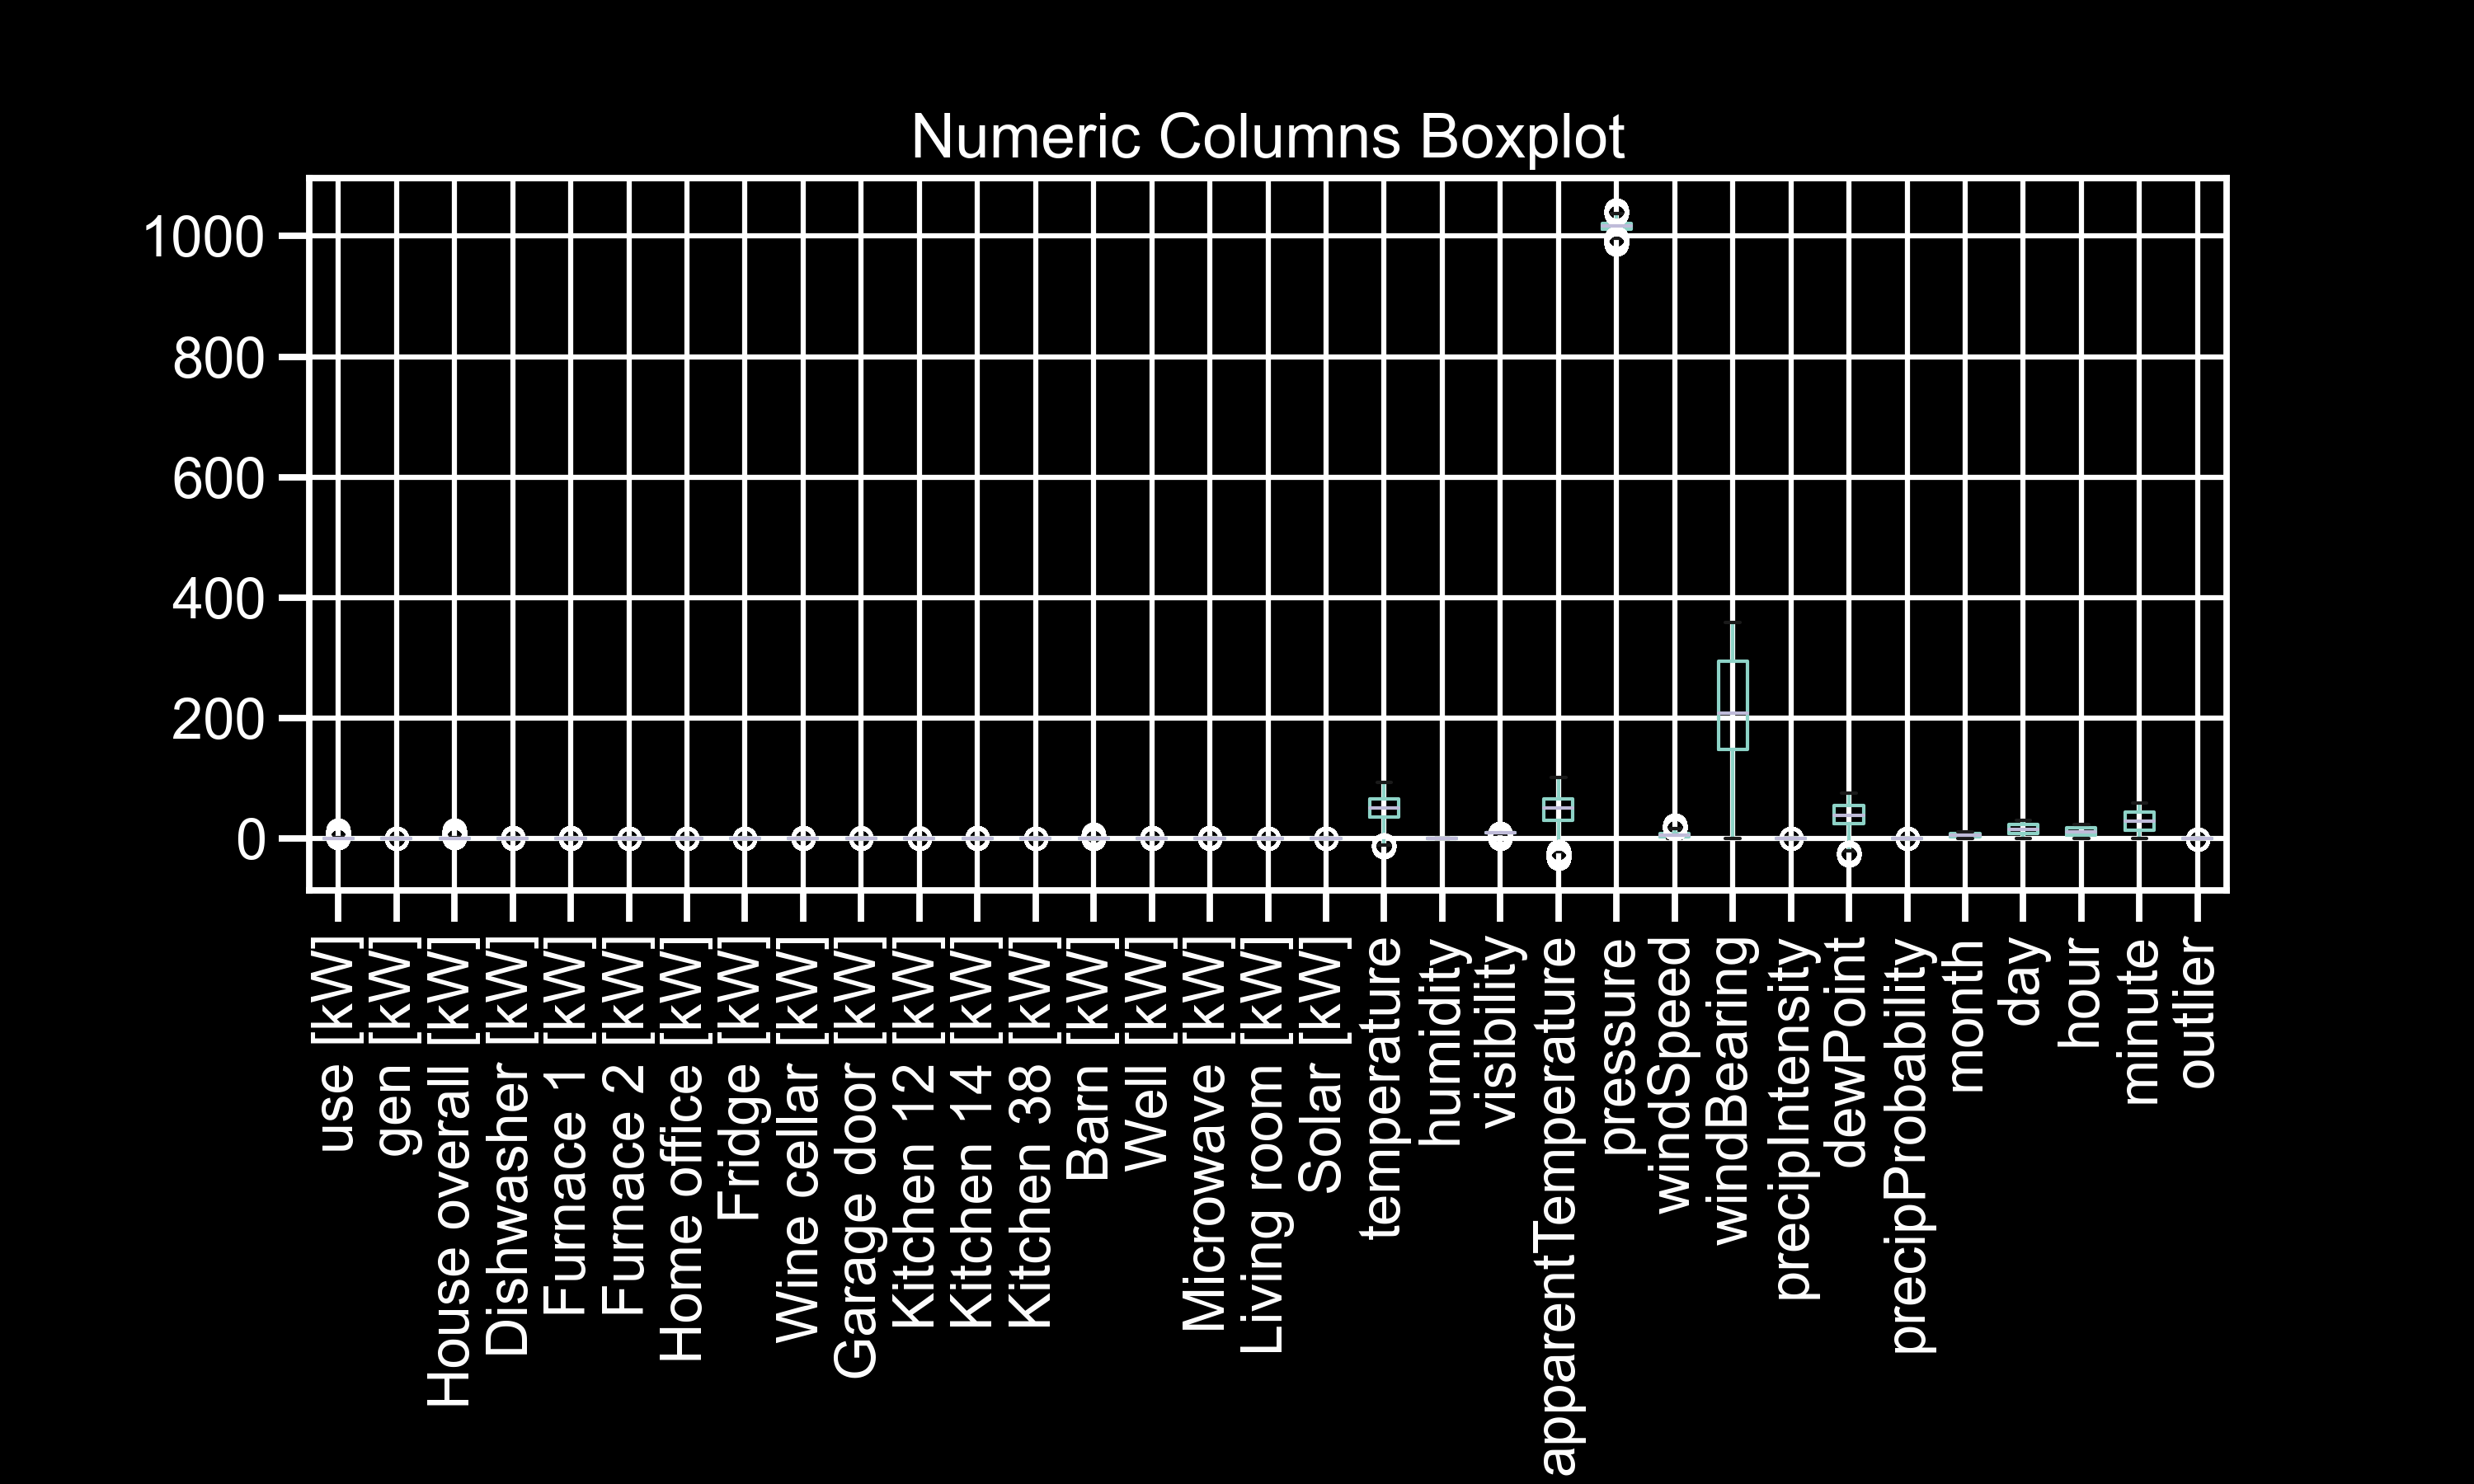 Numeric Columns Boxplot
1000
800
600
400
200
0
use [kW]
gen [kW]
House overall [kW]
Dishwasher [kW]
Furnace 1 [kW]
Furnace 2 [kW]
Home office [kW]
Fridge [kW]
Wine cellar [kW]
Garage door [kW]
Kitchen 12 [kW]
Kitchen 14 [kW]
Kitchen 38 [kW]
Barn [kW]
Well [kW]
Microwave [kW]
Living room [kW]
Solar [kW]
temperature
humidity
visibility
apparentTemperature
pressure
windSpeed
windBearing
precipIntensity
dewPoint
precipProbability
month
day
hour
minute
outlier